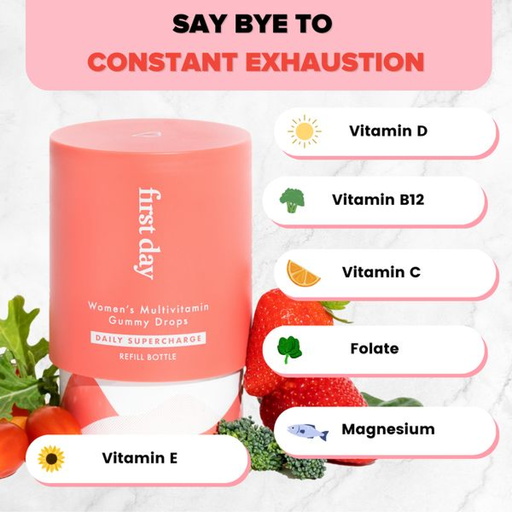 SAY BYE TO
CONSTANT EXHAUSTION
first day
Women's Multivitamin
Gummy Drops
DAILY SUPERCHARGE
REFILL BOTTLE
Vitamin D
Vitamin B12
Vitamin C
Folate
Magnesium
Vitamin E